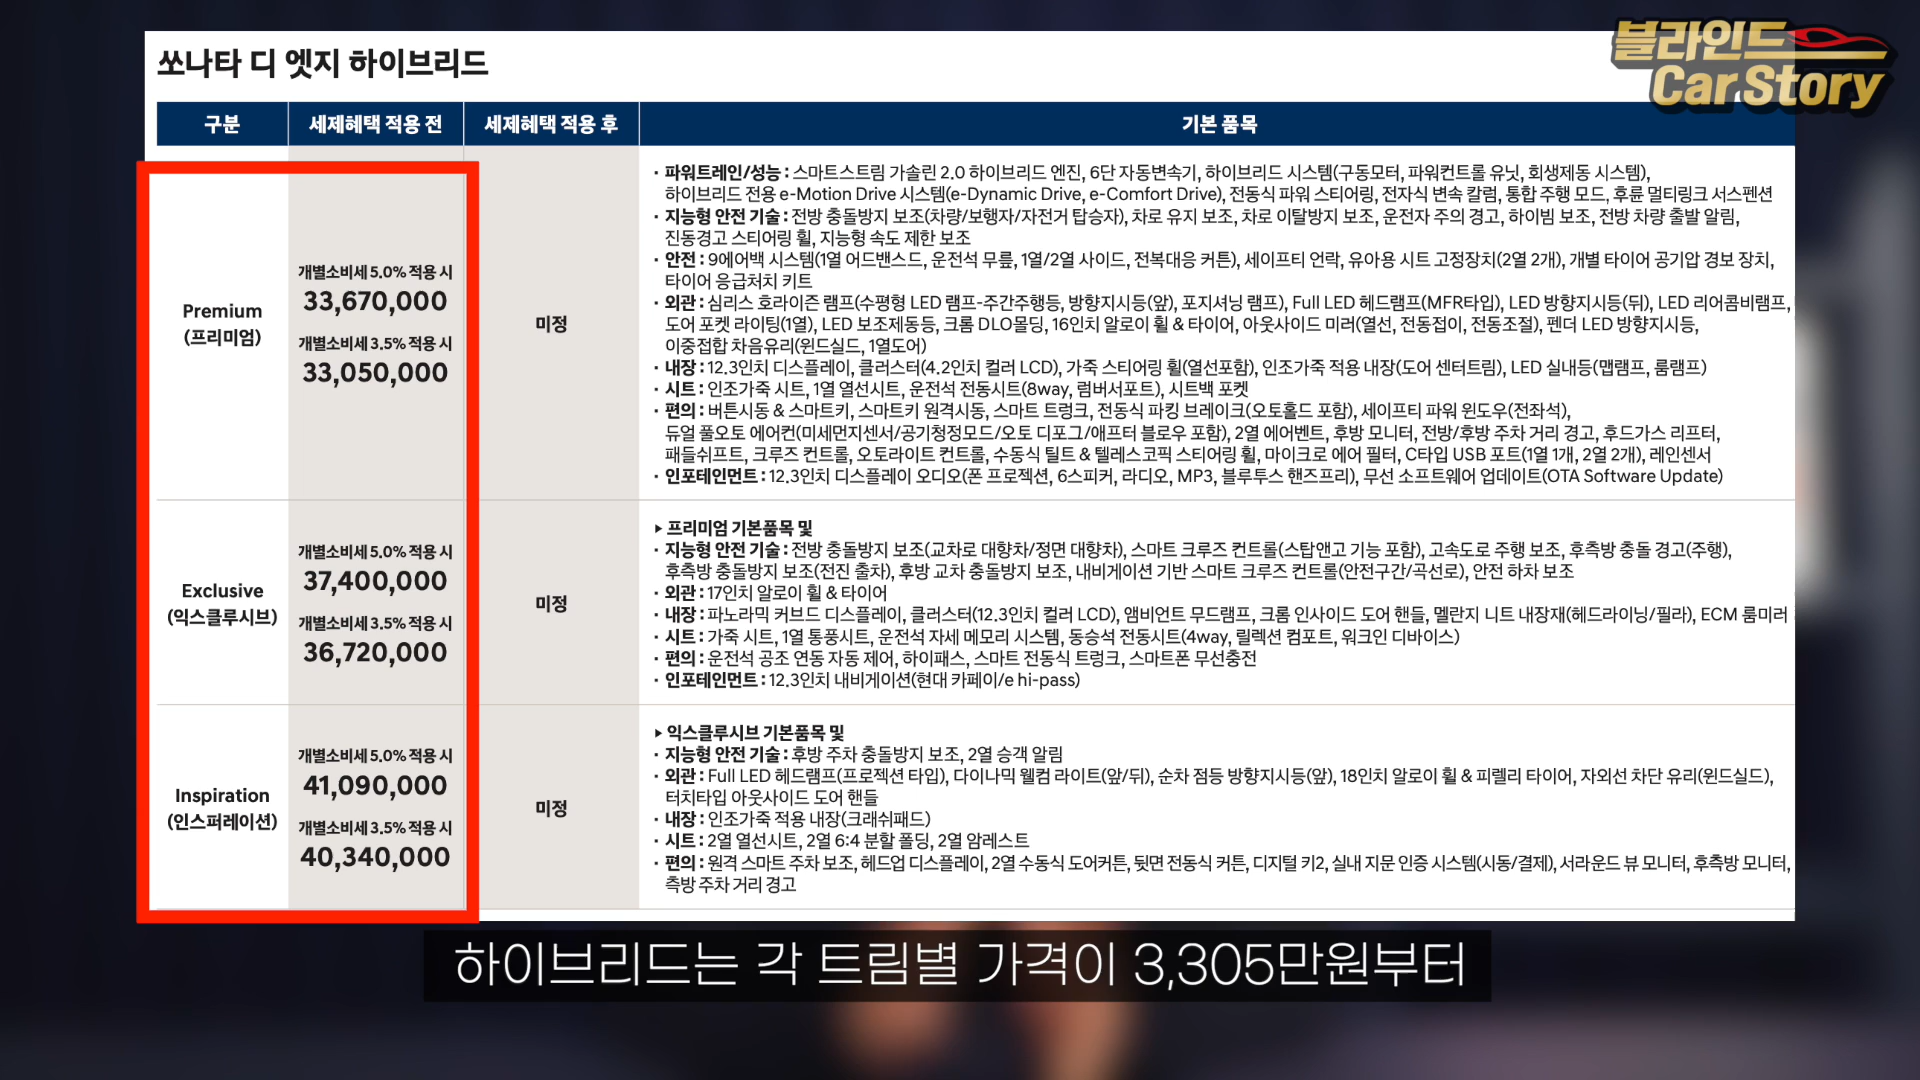 블라인드
Car Story
쏘나타 디 엣지 하이브리드
구분
세제혜택 적용 전
세제혜택 적용 후
기본 품목
Premium
(프리미엄)
개별소비세 5.0% 적용 시
33,670,000
개별소비세 3.5% 적용 시
33,050,000
미정
· 파워트레인/성능 : 스마트스트림 가솔린 2.0 하이브리드 엔진, 6단 자동변속기, 하이브리드 시스템(구동모터, 파워컨트롤 유닛, 회생제동 시스템),
하이브리드 전용 e-Motion Drive 시스템(e-Dynamic Drive, e-Comfort Drive), 전동식 파워 스티어링, 전자식 변속 칼럼, 통합 주행 모드, 후륜 멀티링크 서스펜션
· 지능형 안전 기술 : 전방 충돌방지 보조(차량/보행자/자전거 탑승자), 차로 유지 보조, 차로 이탈방지 보조, 운전자 주의 경고, 하이빔 보조, 전방 차량 출발 알림,
진동경고 스티어링 휠, 지능형 속도 제한 보조
· 안전 : 9에어백 시스템(1열 어드밴스드, 운전석 무릎, 1열/2열 사이드, 전복대응 커튼), 세이프티 언락, 유아용 시트 고정장치(2열 2개), 개별 타이어 공기압 경보 장치,
타이어 응급처치 키트
· 외관 : 심리스 호라이즌 램프(수평형 LED 램프-주간주행등, 방향지시등(앞), 포지셔닝 램프), Full LED 헤드램프(MFR타입), LED 방향지시등(뒤), LED 리어콤비램프,
도어 포켓 라이팅(1열), LED 보조제동등, 크롬 DLO몰딩, 16인치 알로이 휠 & 타이어, 아웃사이드 미러(열선, 전동접이, 전동조절), 펜더 LED 방향지시등,
이중접합 차음유리(윈드실드, 1열도어)
· 내장 : 12.3인치 디스플레이, 클러스터(4.2인치 컬러 LCD), 가죽 스티어링 휠(열선포함), 인조가죽 적용 내장(도어 센터트림), LED 실내등(맵램프, 룸램프)
· 시트 : 인조가죽 시트, 1열 열선시트, 운전석 전동시트(8way, 럼버서포트), 시트백 포켓
· 편의 : 버튼시동 & 스마트키, 스마트키 원격시동, 스마트 트렁크, 전동식 파킹 브레이크(오토홀드 포함), 세이프티 파워 윈도우(전좌석),
듀얼 풀오토 에어컨(미세먼지센서/공기청정모드/오토 디포그/애프터 블로우 포함), 2열 에어벤트, 후방 모니터, 전방/후방 주차 거리 경고, 후드가스 리프터,
패들쉬프트, 크루즈 컨트롤, 오토라이트 컨트롤, 수동식 틸트 & 텔레스코픽 스티어링 휠, 마이크로 에어 필터, C타입 USB 포트(1열 1개, 2열 2개), 레인센서
· 인포테인먼트 : 12.3인치 디스플레이 오디오(폰 프로젝션, 6스피커, 라디오, MP3, 블루투스 핸즈프리), 무선 소프트웨어 업데이트(OTA Software Update)
Exclusive
(익스클루시브)
개별소비세 5.0% 적용 시
37,400,000
개별소비세 3.5% 적용 시
36,720,000
미정
▸ 프리미엄 기본품목 및
· 지능형 안전 기술 : 전방 충돌방지 보조(교차로 대향차/정면 대향차), 스마트 크루즈 컨트롤(스탑앤고 기능 포함), 고속도로 주행 보조, 후측방 충돌 경고(주행),
후측방 충돌방지 보조(전진 출차), 후방 교차 충돌방지 보조, 내비게이션 기반 스마트 크루즈 컨트롤(안전구간/곡선로), 안전 하차 보조
· 외관 : 17인치 알로이 휠 & 타이어
· 내장 : 파노라믹 커브드 디스플레이, 클러스터(12.3인치 컬러 LCD), 앰비언트 무드램프, 크롬 인사이드 도어 핸들, 멜란지 니트 내장재(헤드라이닝/필라), ECM 룸미러
· 시트 : 가죽 시트, 1열 통풍시트, 운전석 자세 메모리 시스템, 동승석 전동시트(4way, 릴렉션 컴포트, 워크인 디바이스)
· 편의 : 운전석 공조 연동 자동 제어, 하이패스, 스마트 전동식 트렁크, 스마트폰 무선충전
· 인포테인먼트 : 12.3인치 내비게이션(현대 카페이/e hi-pass)
Inspiration
(인스퍼레이션)
개별소비세 5.0% 적용 시
41,090,000
개별소비세 3.5% 적용 시
40,340,000
미정
▸ 익스클루시브 기본품목 및
· 지능형 안전 기술 : 후방 주차 충돌방지 보조, 2열 승객 알림
· 외관 : Full LED 헤드램프(프로젝션 타입), 다이나믹 웰컴 라이트(앞/뒤), 순차 점등 방향지시등(앞), 18인치 알로이 휠 & 피렐리 타이어, 자외선 차단 유리(윈드실드),
터치타입 아웃사이드 도어 핸들
· 내장 : 인조가죽 적용 내장(크래쉬패드)
· 시트 : 2열 열선시트, 2열 6:4 분할 폴딩, 2열 암레스트
· 편의 : 원격 스마트 주차 보조, 헤드업 디스플레이, 2열 수동식 도어커튼, 뒷면 전동식 커튼, 디지털 키2, 실내 지문 인증 시스템(시동/결제), 서라운드 뷰 모니터, 후측방 모니터,
측방 주차 거리 경고
하이브리드는 각 트림별 가격이 3,305만원부터